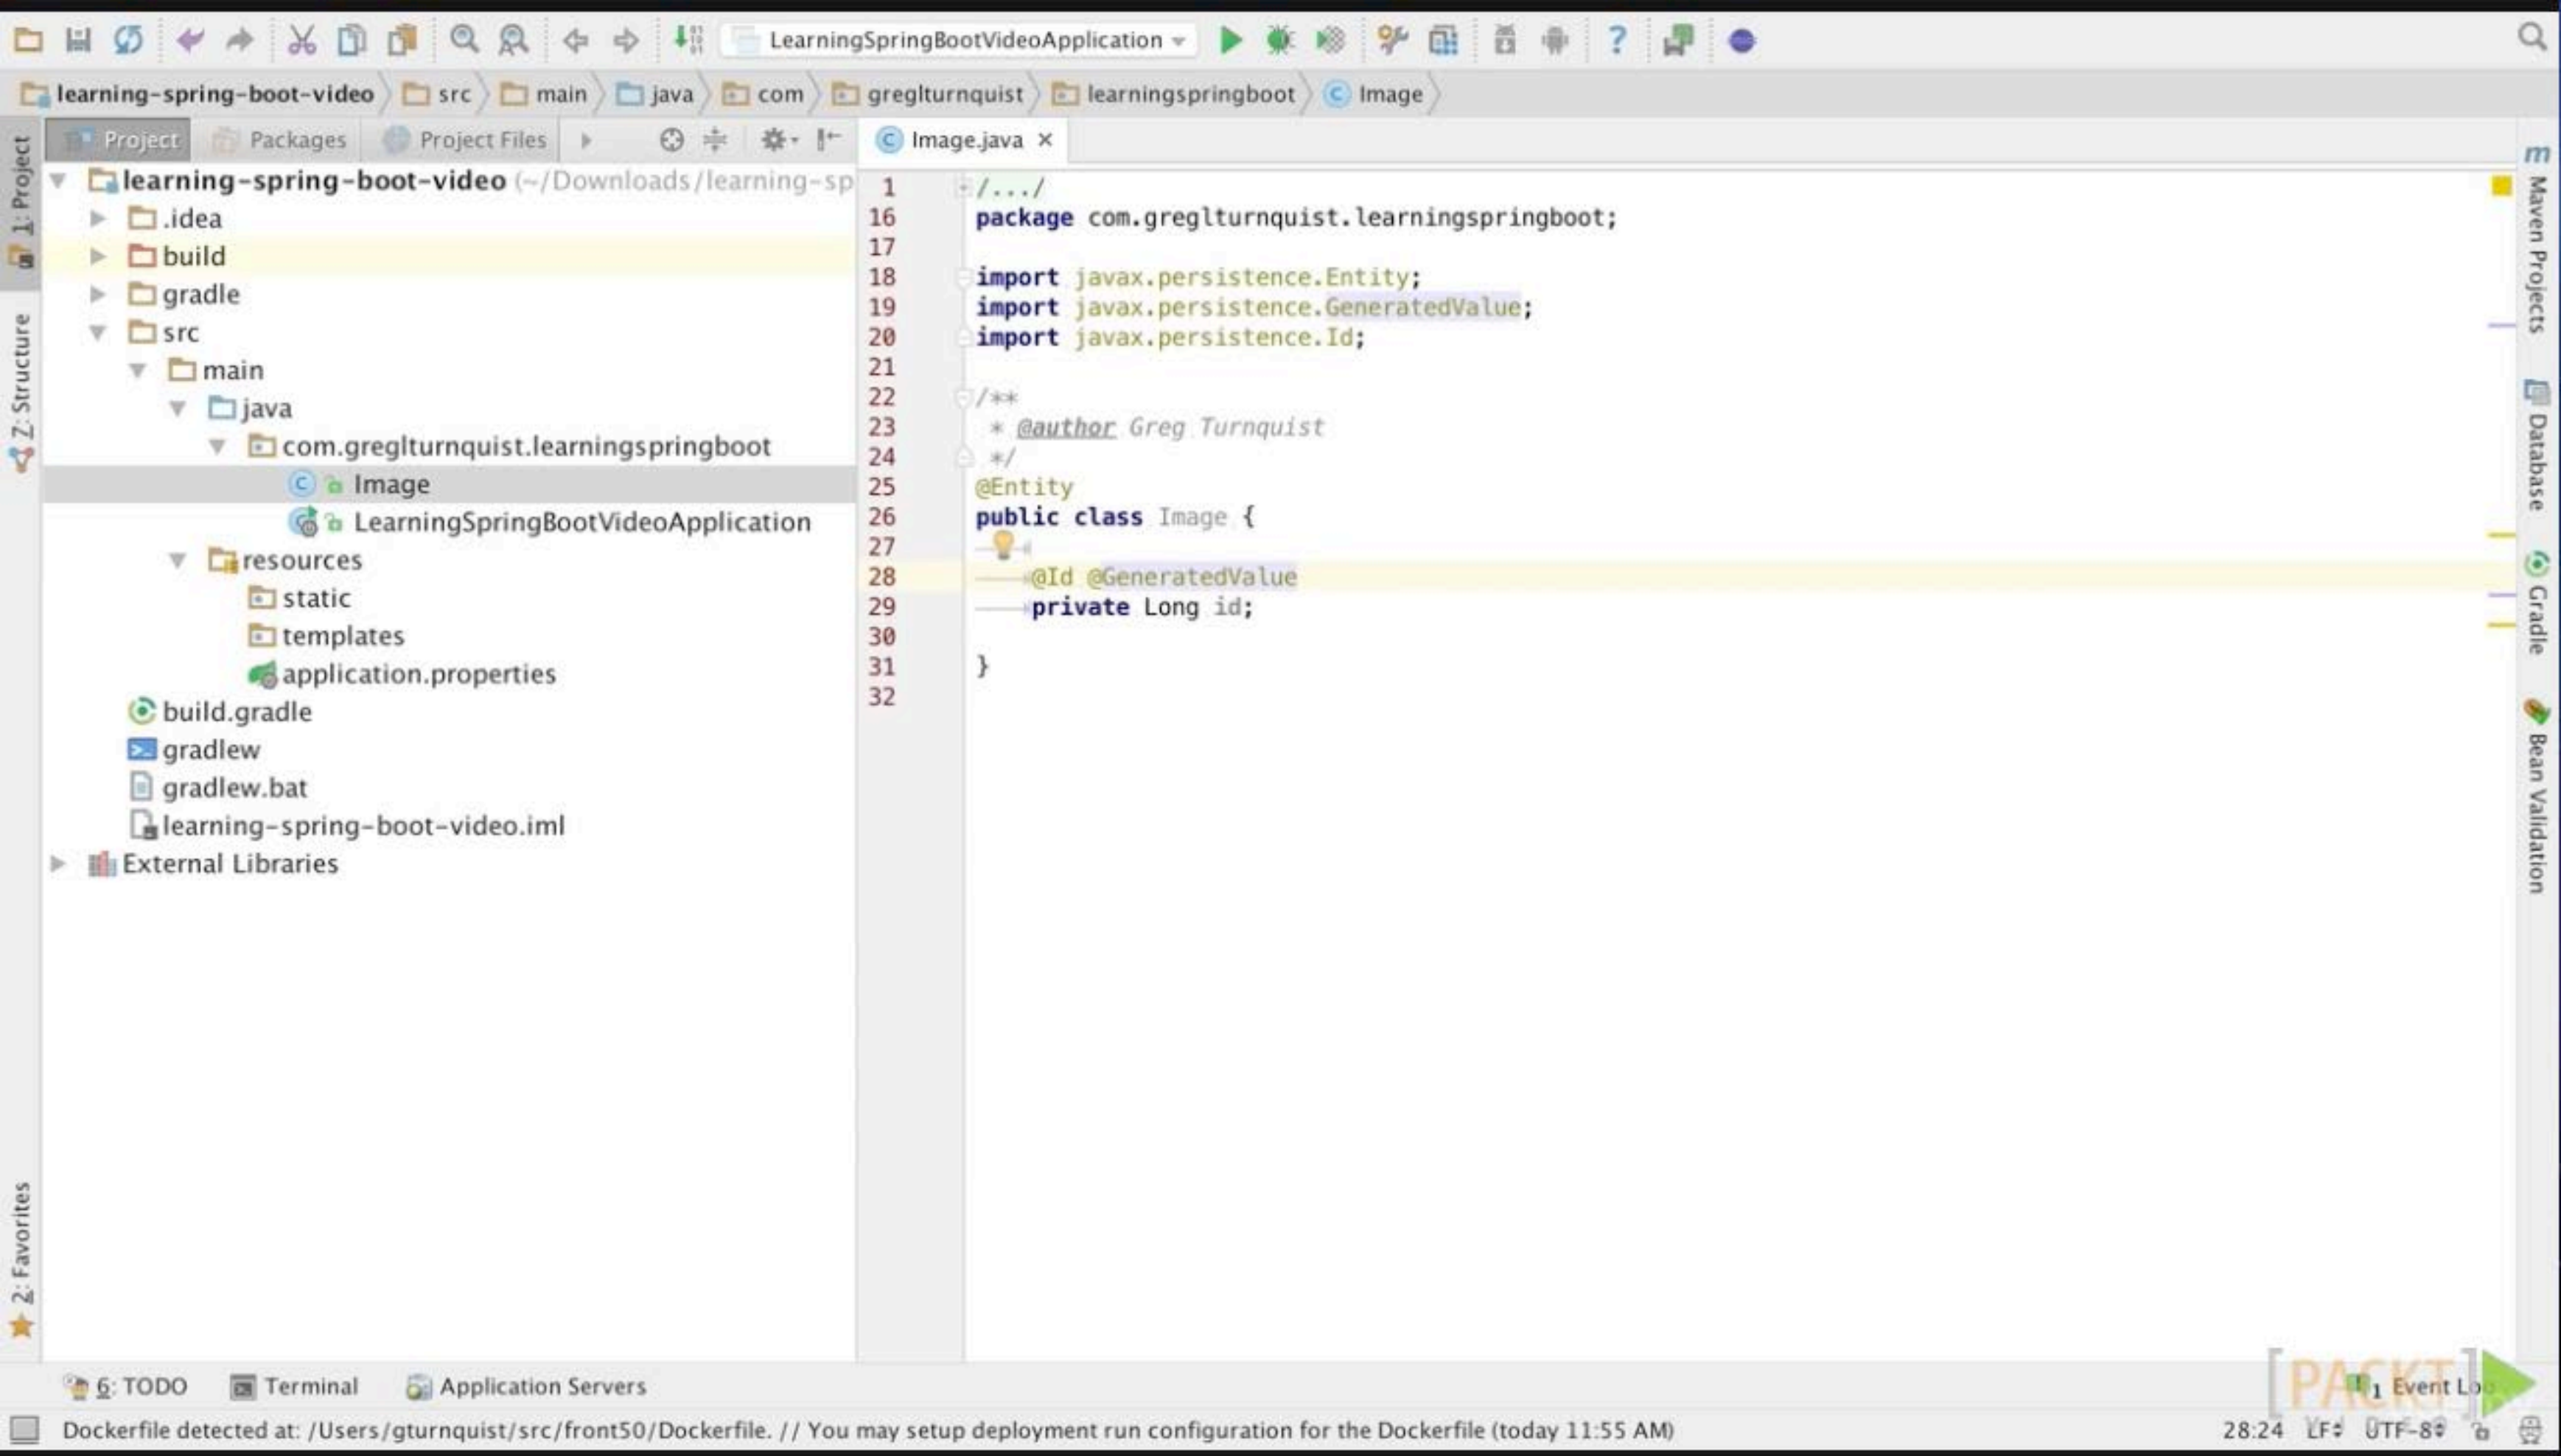 LearningSpringBootVideoApplication
learning-spring-boot-video src main java com greglturnquist learningspringboot Image
1: Project
Z: Structure
2: Favorites
Project Packages Project Files
learning-spring-boot-video (~/Downloads/learning-sp
.idea
build
gradle
src
main
java
com.greglturnquist.learningspringboot
Image
LearningSpringBootVideoApplication
resources
static
templates
application.properties
build.gradle
gradlew
gradlew.bat
learning-spring-boot-video.iml
External Libraries
Image.java
1 /.../
16 package com.greglturnquist.learningspringboot;
17
18 import javax.persistence.Entity;
19 import javax.persistence.GeneratedValue;
20 import javax.persistence.Id;
21
22 /**
23 * @author Greg Turnquist
24 */
25 @Entity
26 public class Image {
27
28 @Id @GeneratedValue
29 private Long id;
30
31 }
32
Maven Projects
Database
Gradle
Bean Validation
6: TODO Terminal Application Servers
[PACKT] 1 Event Lo
Dockerfile detected at: /Users/gturnquist/src/front50/Dockerfile. // You may setup deployment run configuration for the Dockerfile (today 11:55 AM) 28:24 LF UTF-8